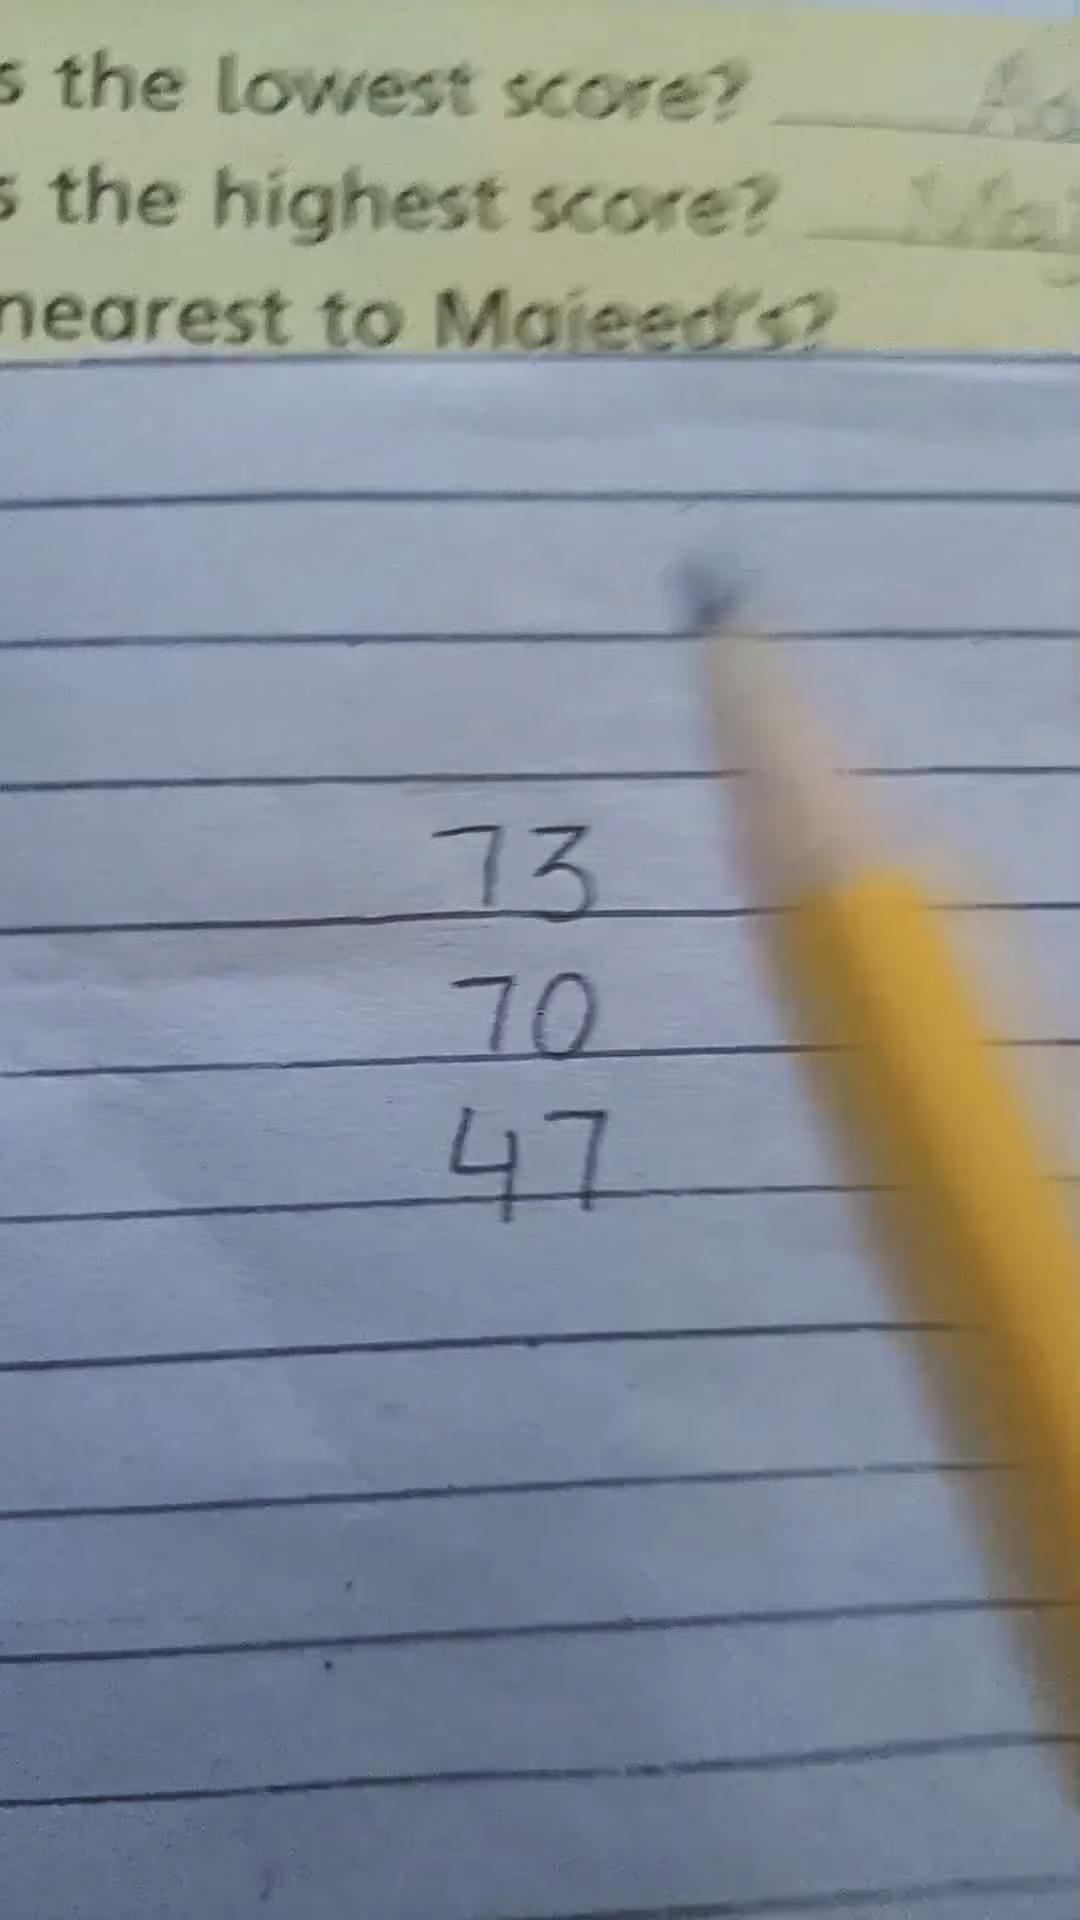 s the lowest score?
s the highest score?
nearest to Majeed's?
73
70
47